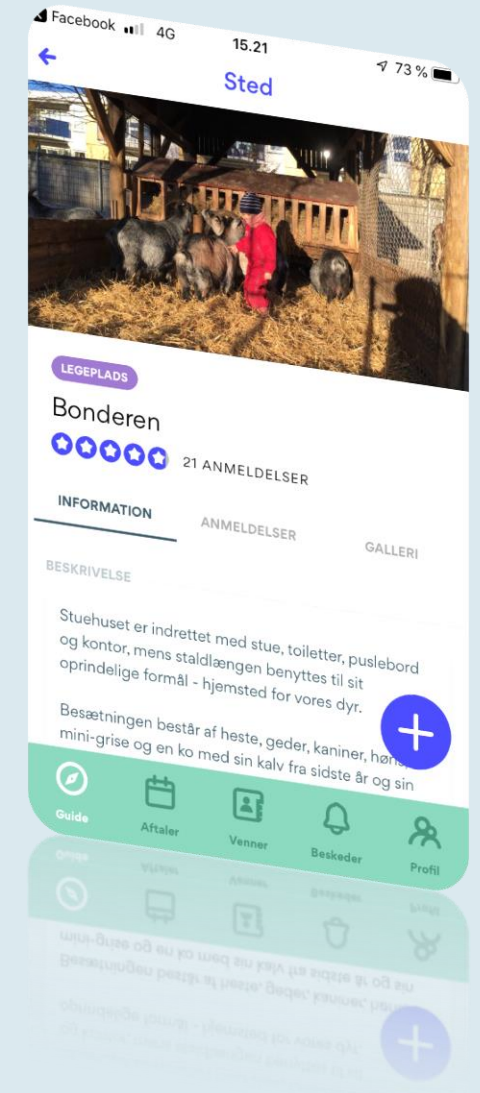 Facebook 4G 15.21 73 %
Sted
LEGEPLADS
Bonderen
21 ANMELDELSER
INFORMATION ANMELDELSER GALLERI
BESKRIVELSE
Stuehuset er indrettet med stue, toiletter, puslebord
og kontor, mens staldlængen benyttes til sit
oprindelige formål - hjemsted for vores dyr.
Besætningen består af heste, geder, kaniner, høns,
mini-grise og en ko med sin kalv fra sidste år og sin
Guide Aftaler Venner Beskeder Profil